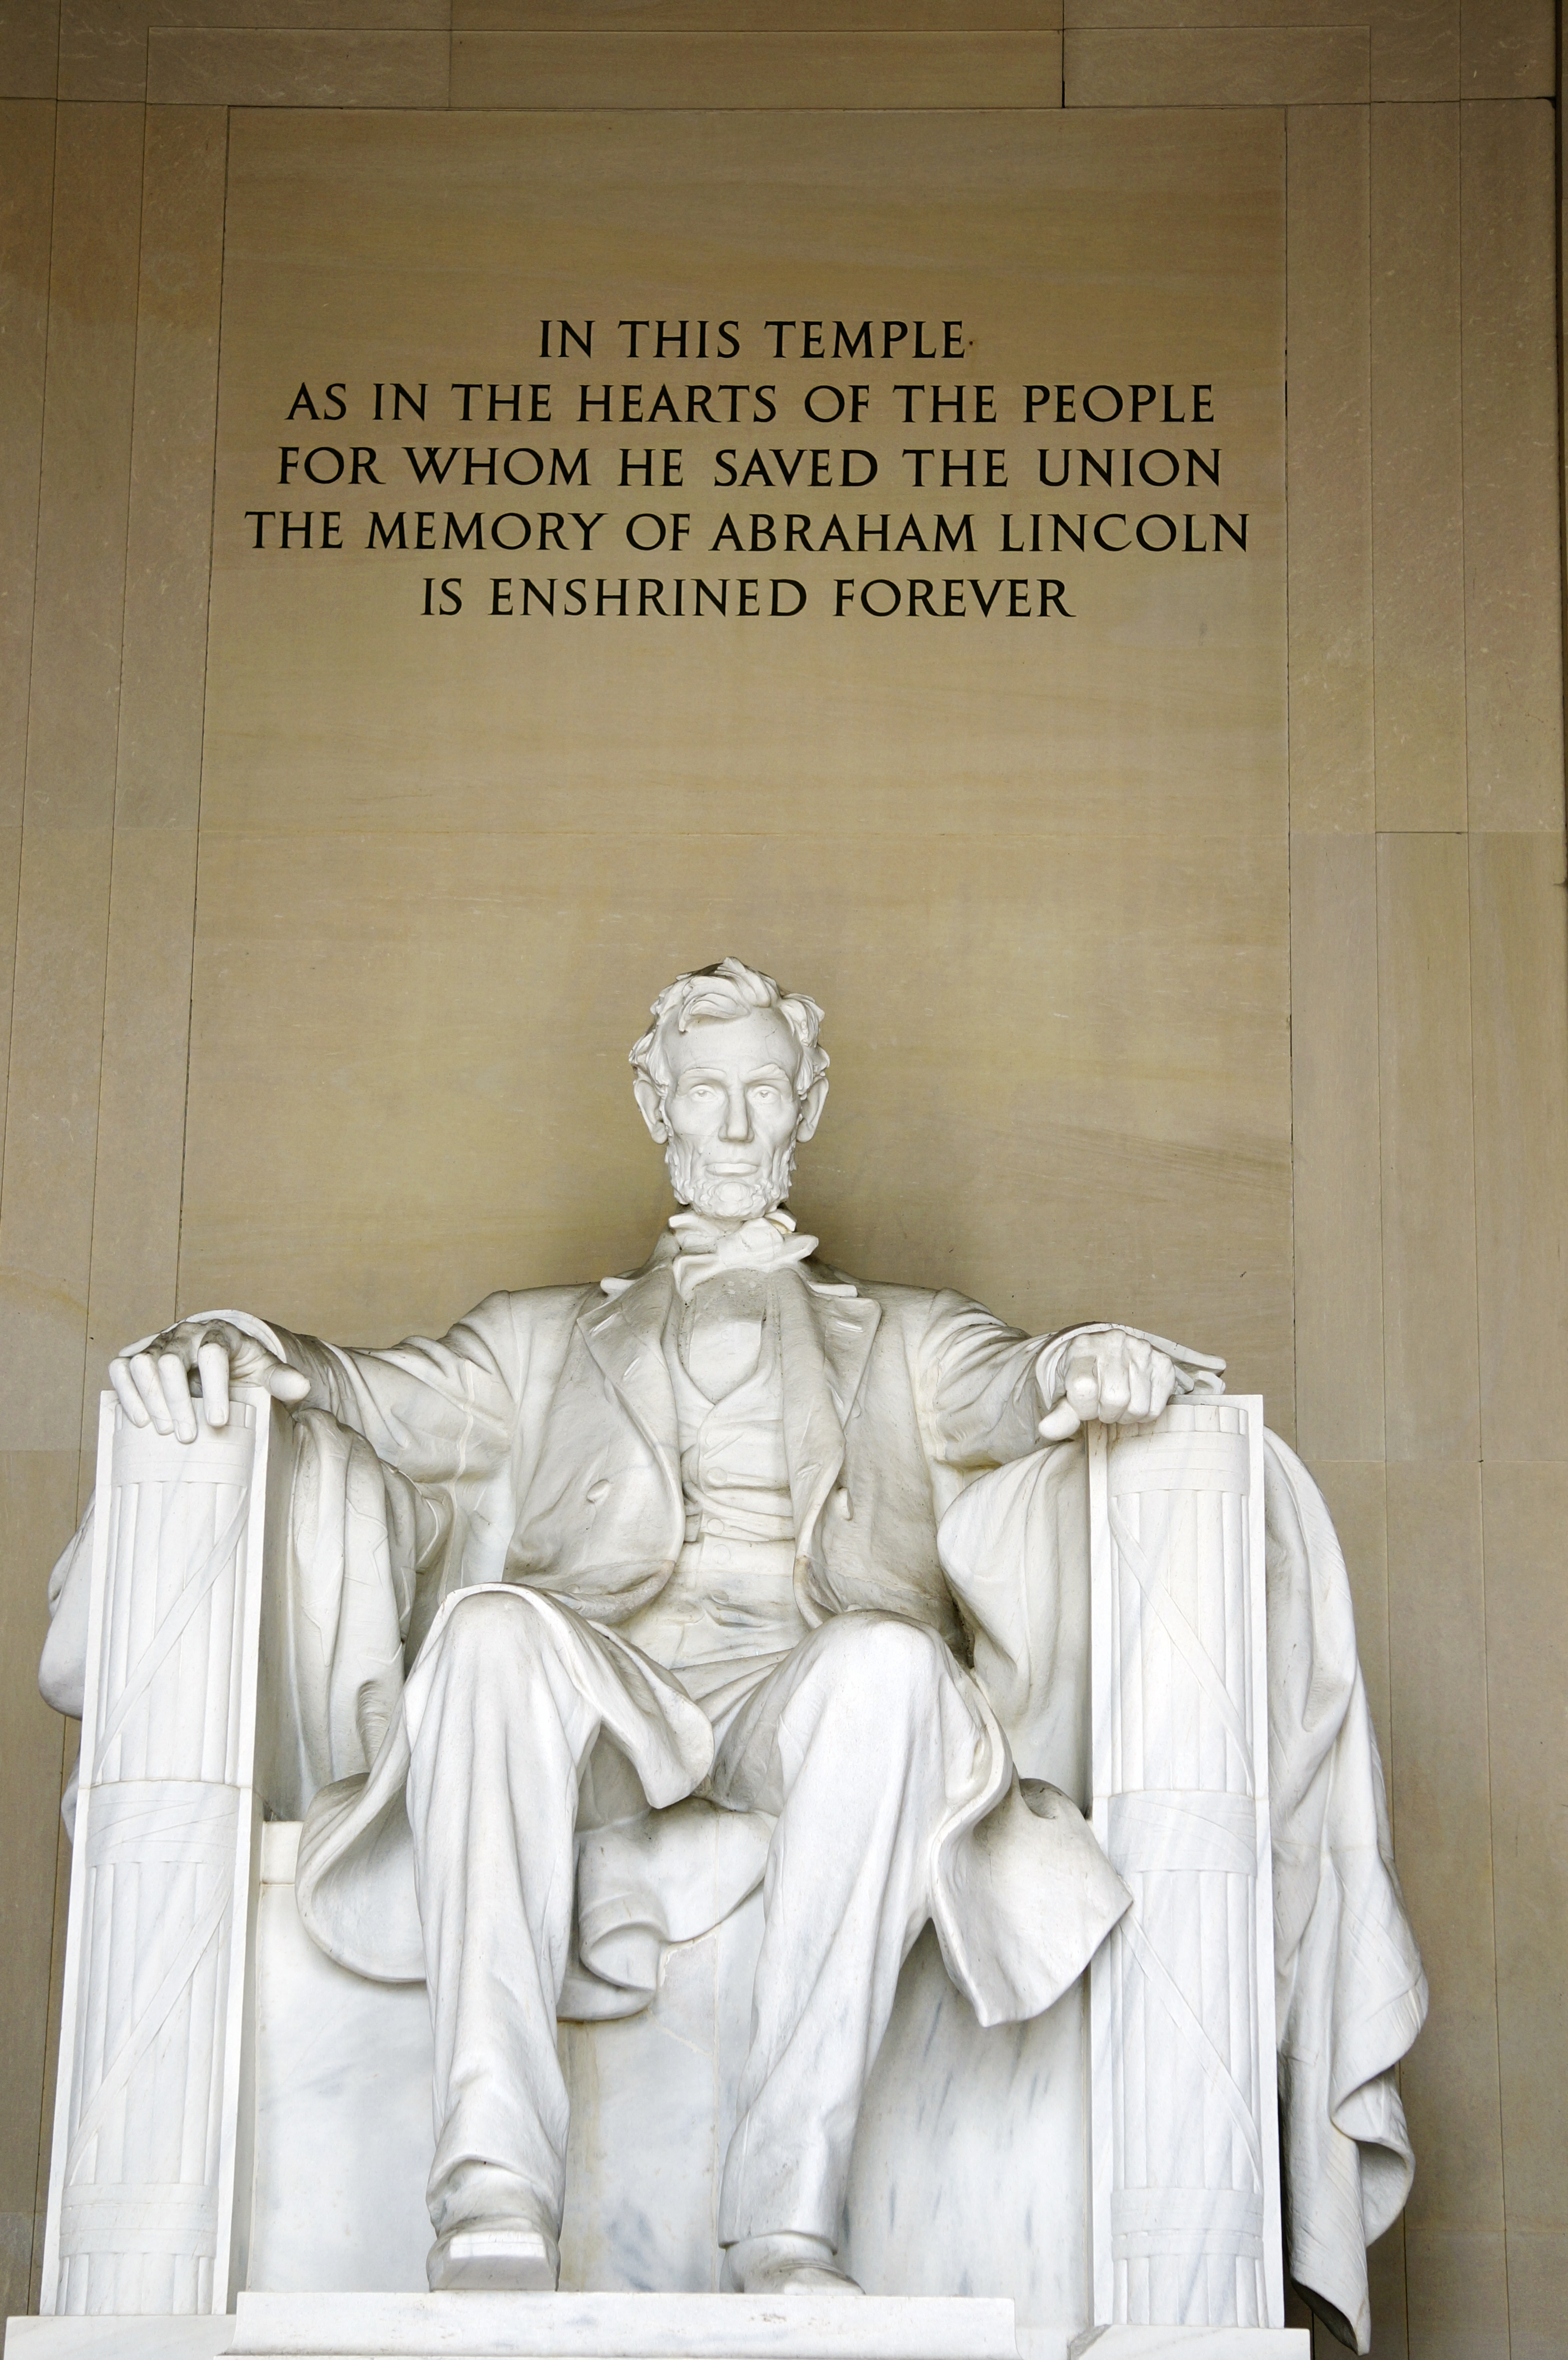 IN THIS TEMPLE
AS IN THE HEARTS OF THE PEOPLE
FOR WHOM HE SAVED THE UNION
THE MEMORY OF ABRAHAM LINCOLN
IS ENSHRINED FOREVER